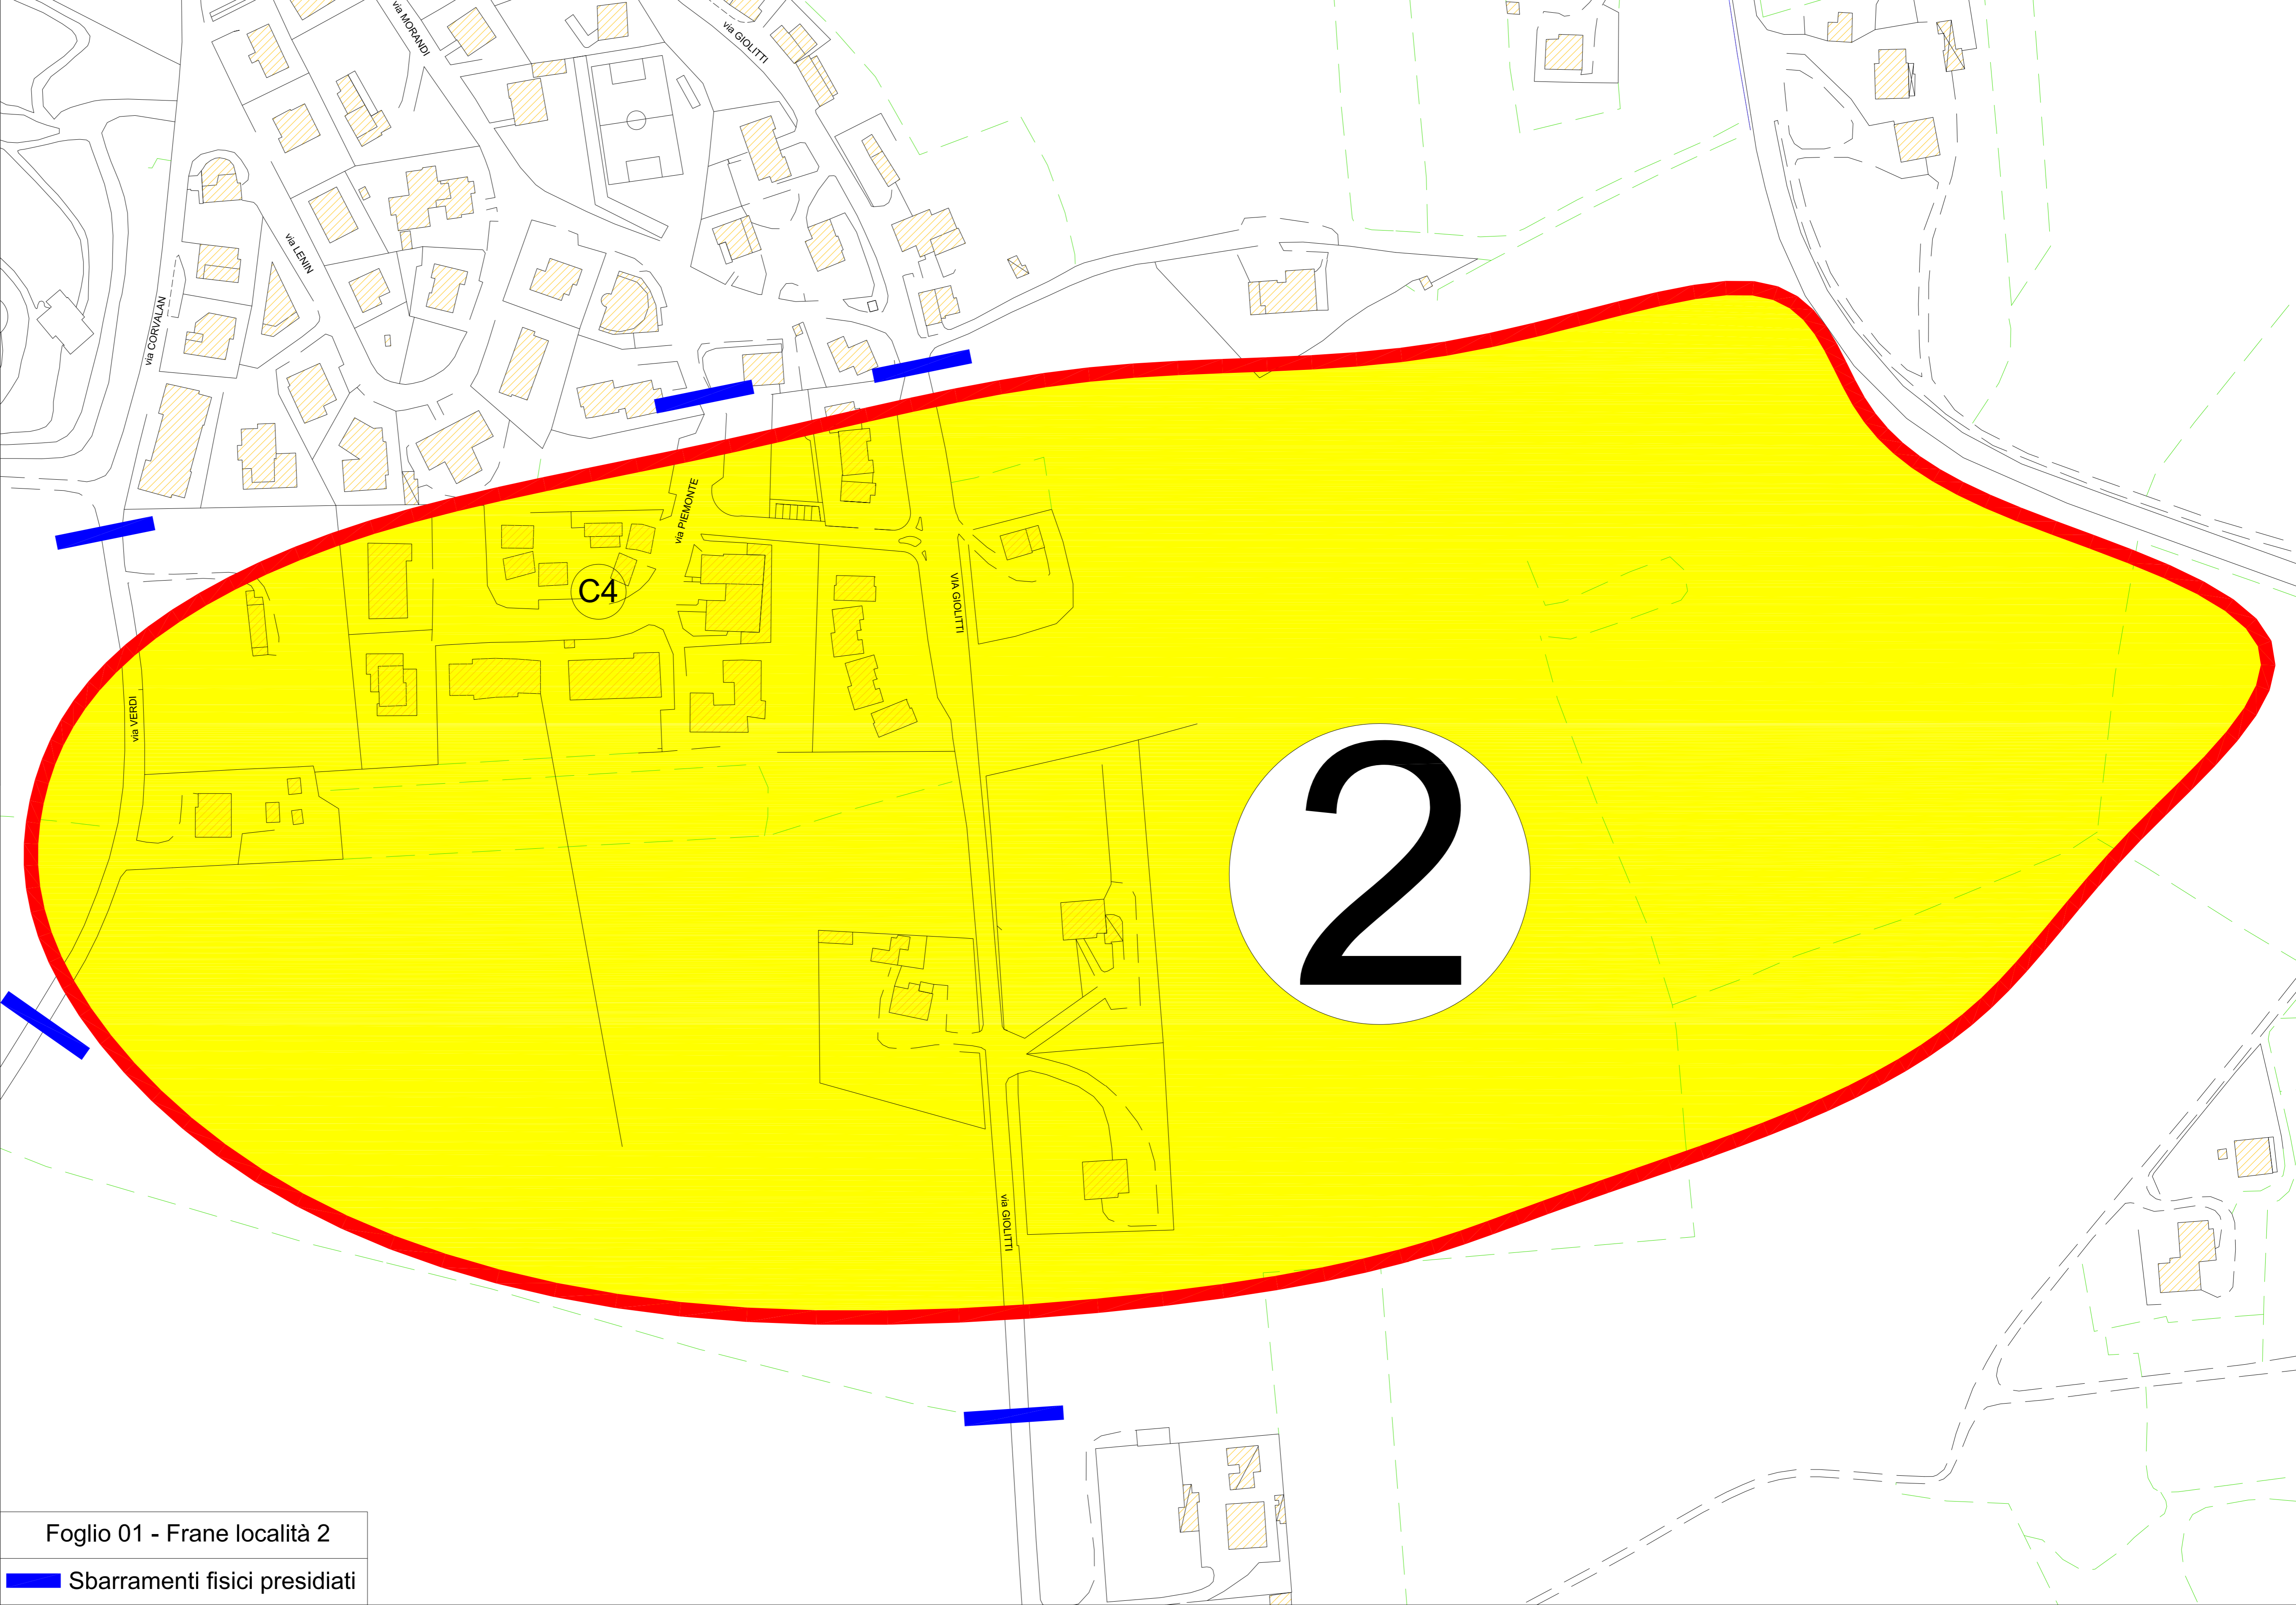 via MORANDI
via GIOLITTI
via LENIN
via CORVALAN
via PIEMONTE
C4
VIA GIOLITTI
via VERDI
2
via GIOLITTI
Foglio 01 - Frane località 2
Sbarramenti fisici presidiati